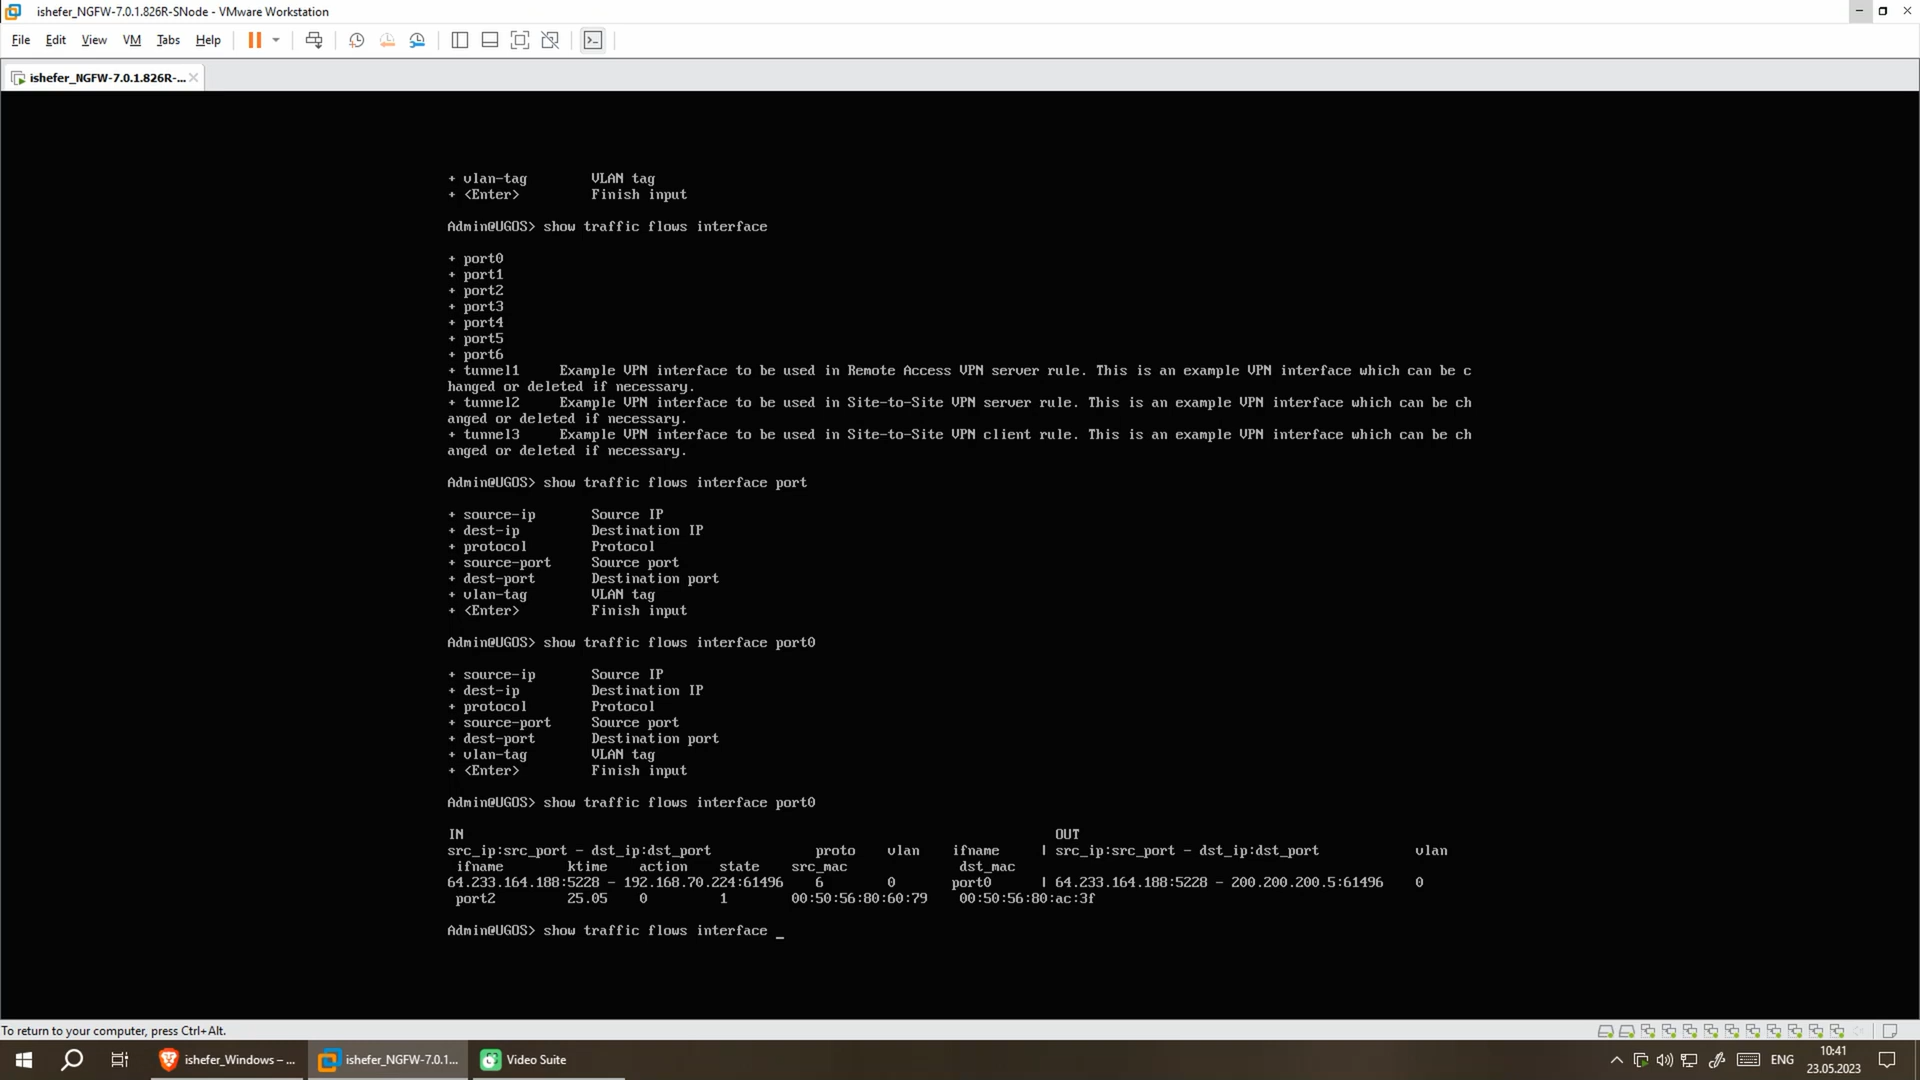 ishefer_NGFW-7.0.1.826R-SNode - VMware Workstation
File Edit View VM Tabs Help
ishefer_NGFW-7.0.1.826R-...
+ vlan-tag VLAN tag
+ <Enter> Finish input
Admin@UGOS> show traffic flows interface
+ port0
+ port1
+ port2
+ port3
+ port4
+ port5
+ port6
+ tunnel1 Example VPN interface to be used in Remote Access VPN server rule. This is an example VPN interface which can be c
hanged or deleted if necessary.
+ tunnel2 Example VPN interface to be used in Site-to-Site VPN server rule. This is an example VPN interface which can be ch
anged or deleted if necessary.
+ tunnel3 Example VPN interface to be used in Site-to-Site VPN client rule. This is an example VPN interface which can be ch
anged or deleted if necessary.
Admin@UGOS> show traffic flows interface port
+ source-ip Source IP
+ dest-ip Destination IP
+ protocol Protocol
+ source-port Source port
+ dest-port Destination port
+ vlan-tag VLAN tag
+ <Enter> Finish input
Admin@UGOS> show traffic flows interface port0
+ source-ip Source IP
+ dest-ip Destination IP
+ protocol Protocol
+ source-port Source port
+ dest-port Destination port
+ vlan-tag VLAN tag
+ <Enter> Finish input
Admin@UGOS> show traffic flows interface port0
IN OUT
src_ip:src_port - dst_ip:dst_port proto vlan ifname | src_ip:src_port - dst_ip:dst_port vlan
ifname ktime action state src_mac dst_mac
64.233.164.188:5228 - 192.168.70.224:61496 6 0 port0 | 64.233.164.188:5228 - 200.200.200.5:61496 0
port2 25.05 0 1 00:50:56:80:60:79 00:50:56:80:ac:3f
Admin@UGOS> show traffic flows interface _
To return to your computer, press Ctrl+Alt.
ishefer_Windows – ... ishefer_NGFW-7.0.1... Video Suite ENG 10:41
23.05.2023